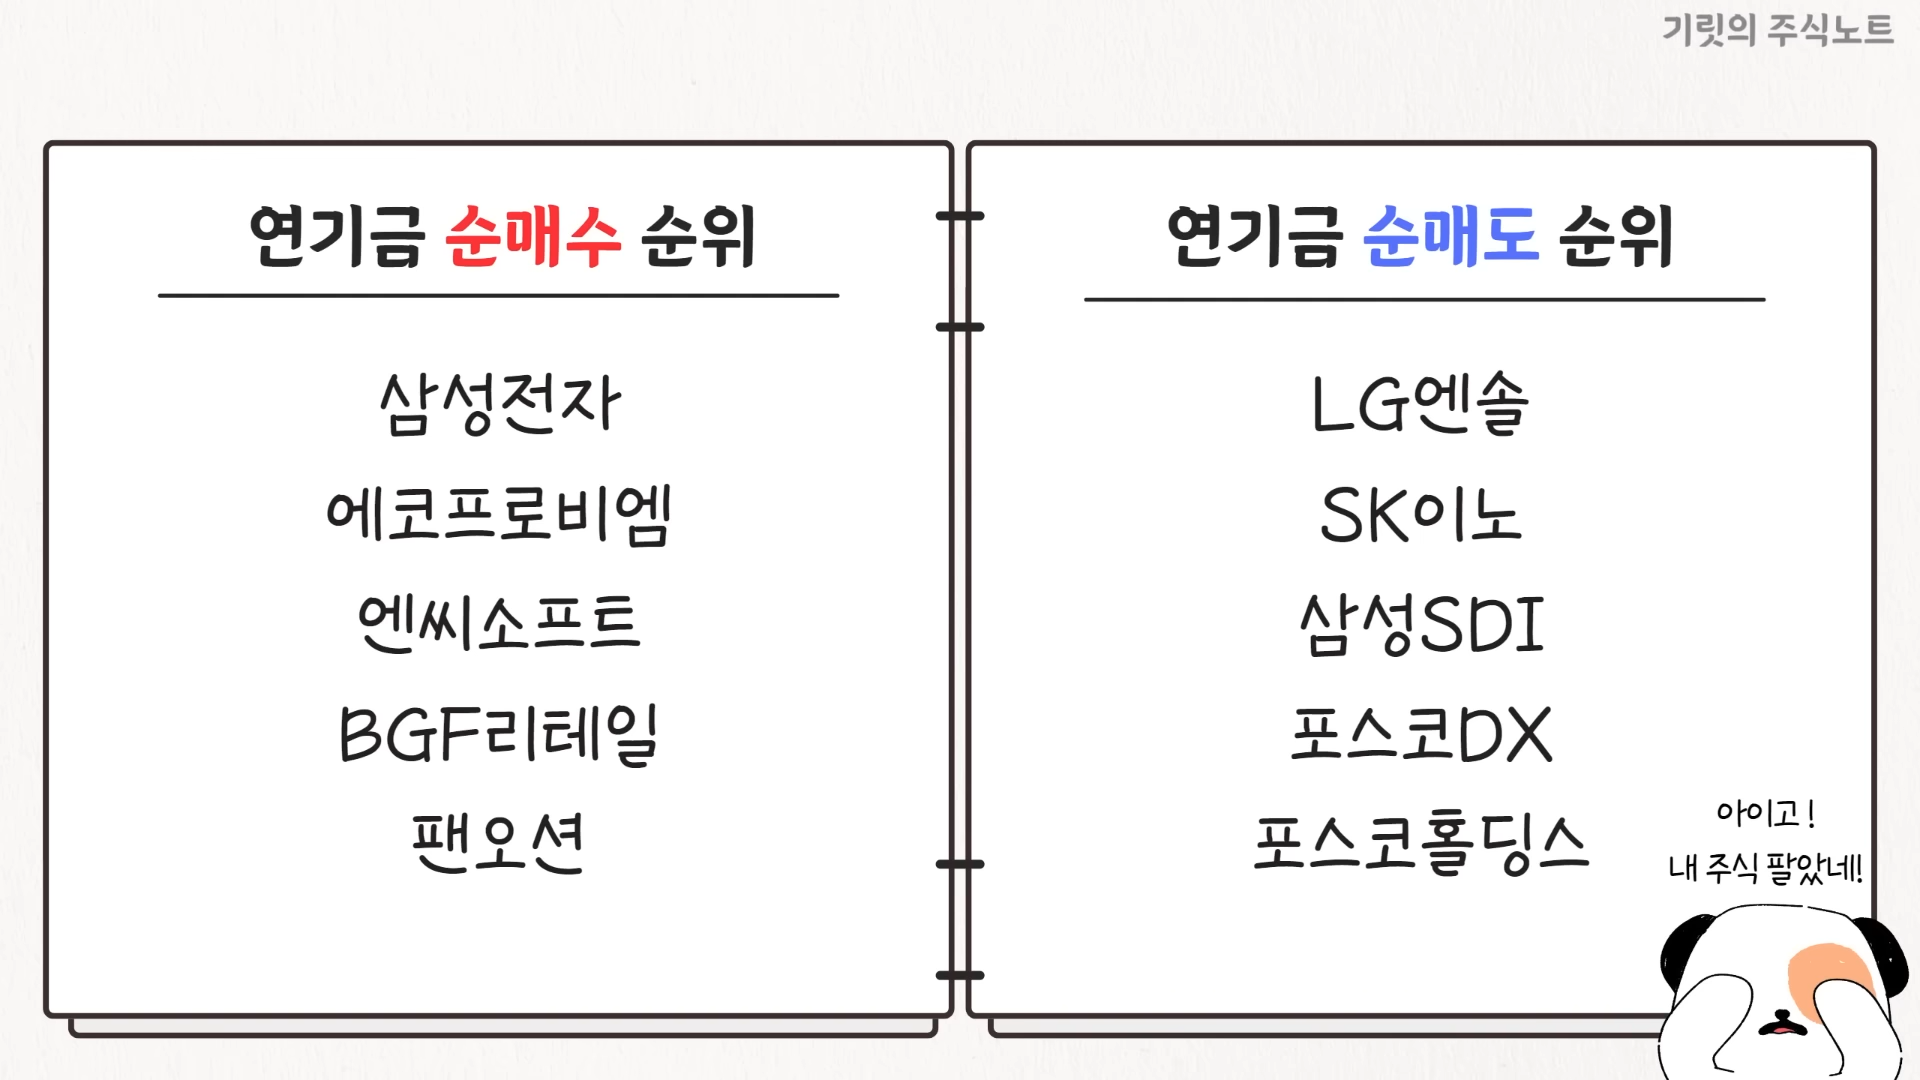 기릿의 주식노트
연기금 순매수 순위
삼성전자
에코프로비엠
엔씨소프트
BGF리테일
팬오션
연기금 순매도 순위
LG엔솔
SK이노
삼성SDI
포스코DX
포스코홀딩스
아이고!
내 주식 팔았네!